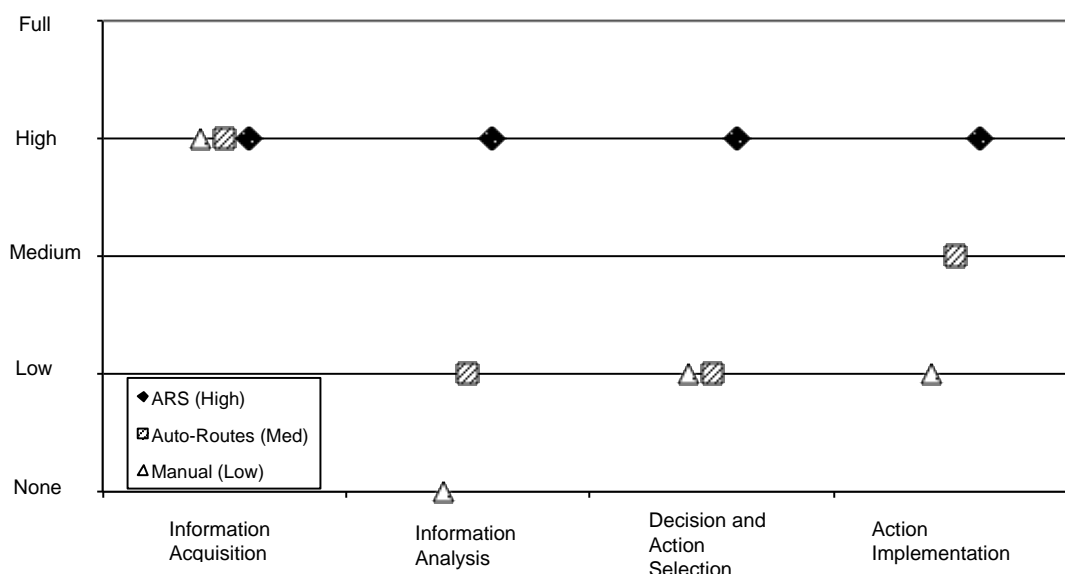 Full
High
Medium
Low
None
ARS (High)
Auto-Routes (Med)
Manual (Low)
Information
Acquisition
Information
Analysis
Decision and
Action
Selection
Action
Implementation